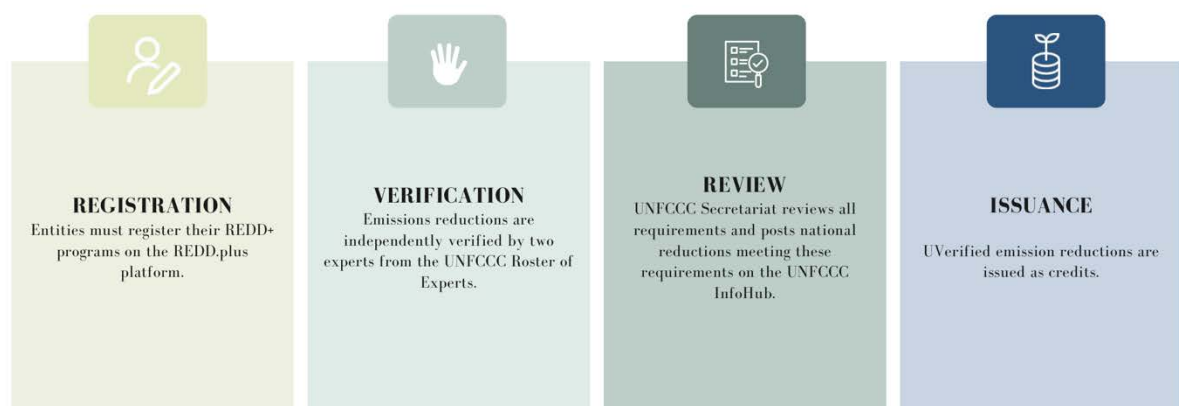 REGISTRATION
Entities must register their REDD+
programs on the REDD.plus
platform.
VERIFICATION
Emissions reductions are
independently verified by two
experts from the UNFCCC Roster of
Experts.
REVIEW
UNFCCC Secretariat reviews all
requirements and posts national
reductions meeting these
requirements on the UNFCCC
InfoHub.
ISSUANCE
UVerified emission reductions are
issued as credits.